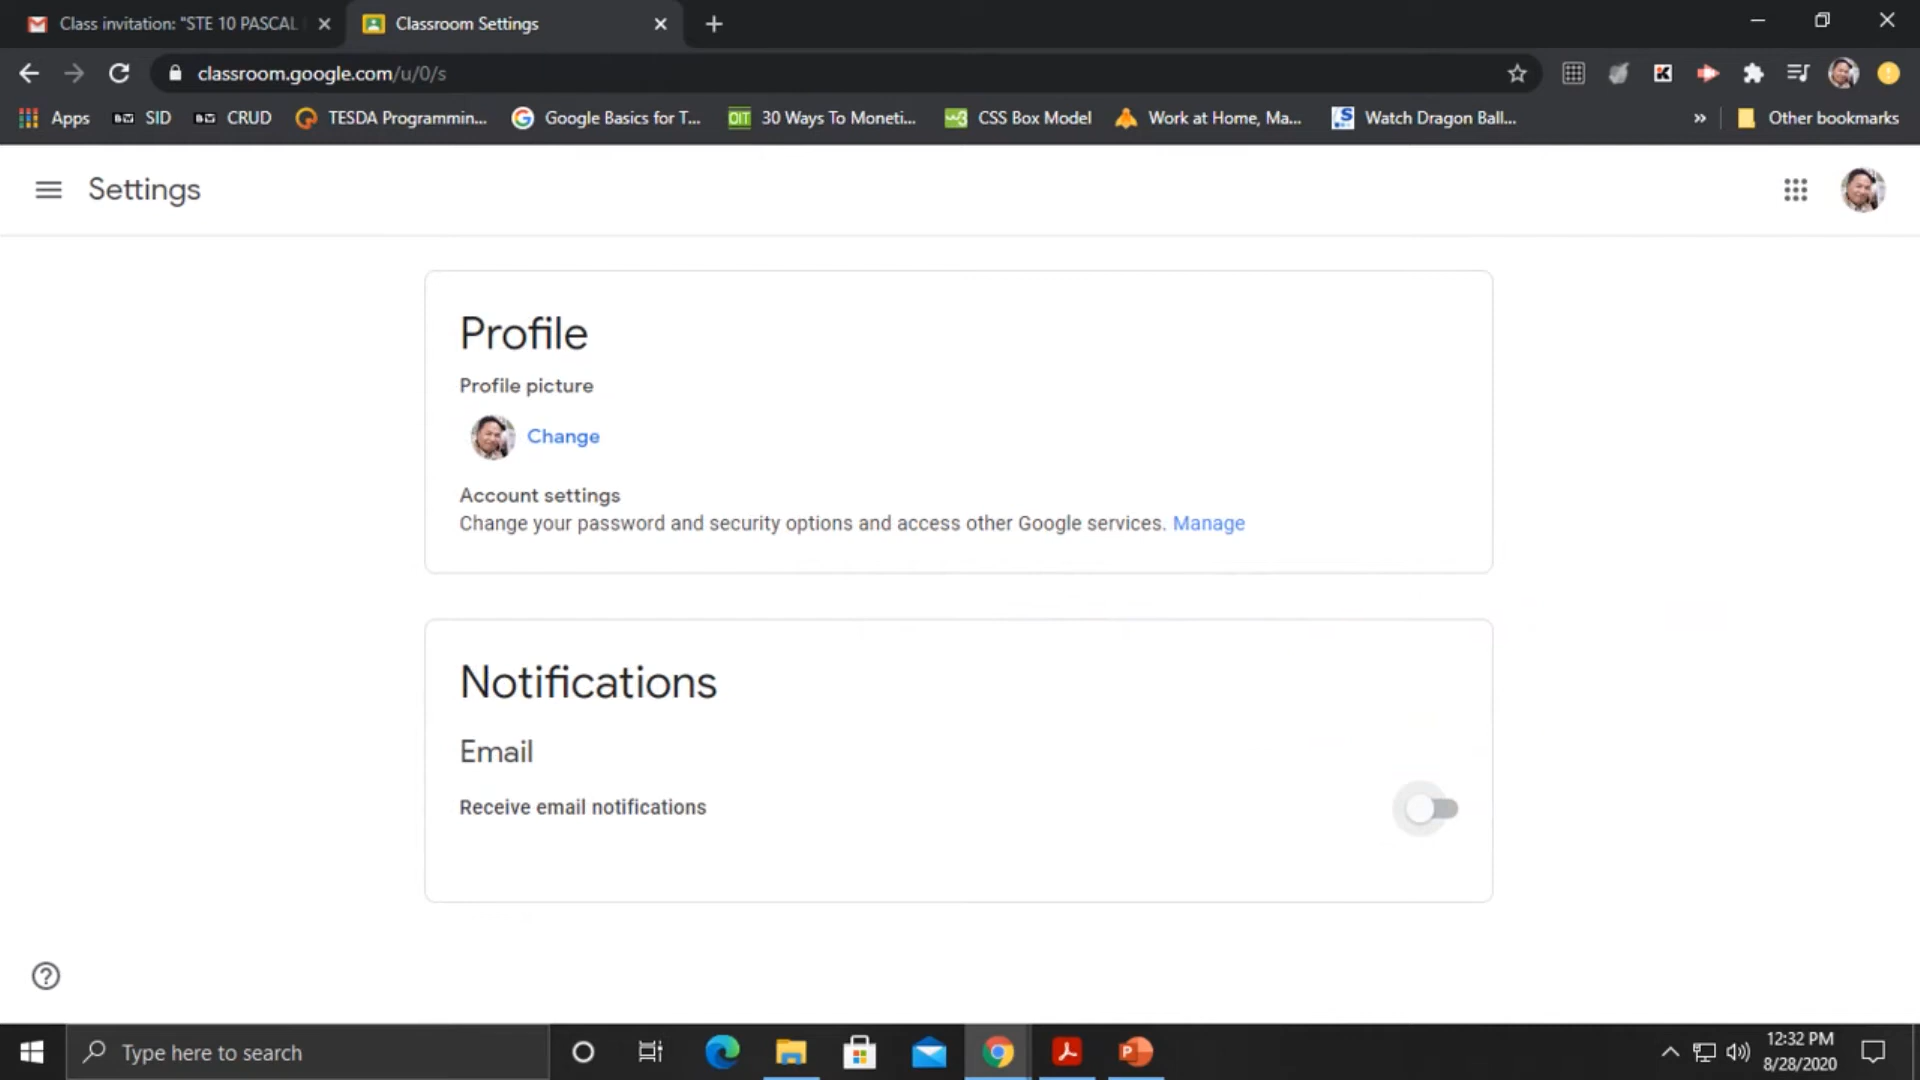 Class invitation: "STE 10 PASCAL
Classroom Settings
classroom.google.com/u/0/s
Apps
SID
CRUD
TESDA Programmin...
Google Basics for T...
OIT
30 Ways To Moneti...
CSS Box Model
Work at Home, Ma...
Watch Dragon Ball...
»
Other bookmarks
Settings
Profile
Profile picture
Change
Account settings
Change your password and security options and access other Google services. Manage
Notifications
Email
Receive email notifications
Type here to search
12:32 PM
8/28/2020